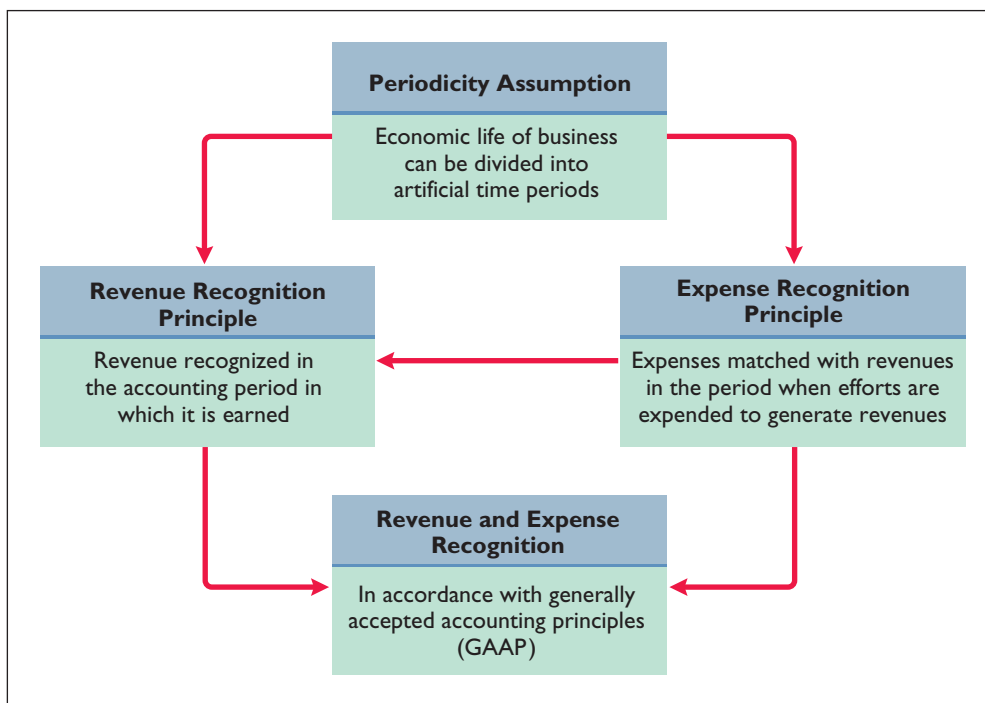 Periodicity Assumption
Economic life of business
can be divided into
artificial time periods
Revenue Recognition
Principle
Revenue recognized in
the accounting period in
which it is earned
Expense Recognition
Principle
Expenses matched with revenues
in the period when efforts are
expended to generate revenues
Revenue and Expense
Recognition
In accordance with generally
accepted accounting principles
(GAAP)